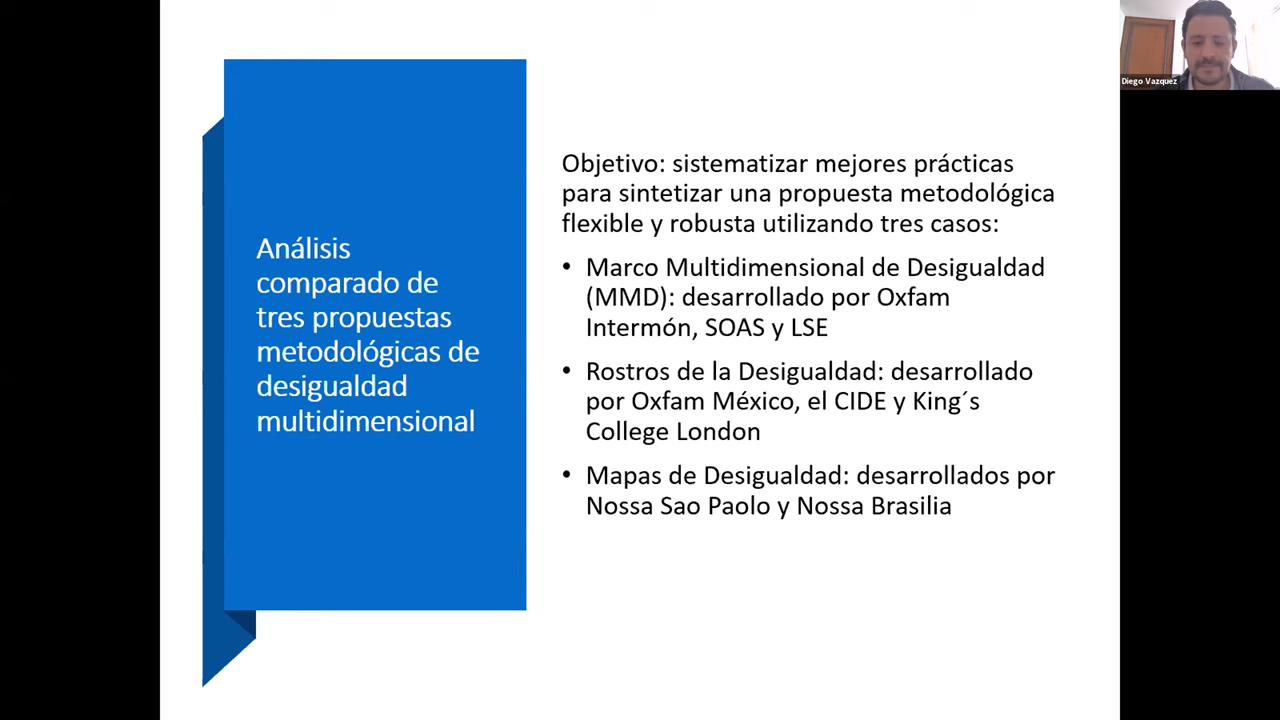 Análisis
comparado de
tres propuestas
metodológicas de
desigualdad
multidimensional
Objetivo: sistematizar mejores prácticas
para sintetizar una propuesta metodológica
flexible y robusta utilizando tres casos:
• Marco Multidimensional de Desigualdad
(MMD): desarrollado por Oxfam
Intermón, SOAS y LSE
• Rostros de la Desigualdad: desarrollado
por Oxfam México, el CIDE y King´s
College London
• Mapas de Desigualdad: desarrollados por
Nossa Sao Paolo y Nossa Brasilia
Diego Vazquez